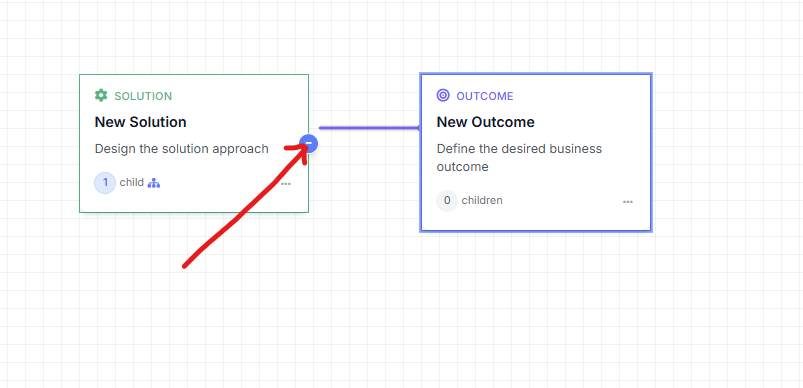 SOLUTION
New Solution
Design the solution approach
1 child
...
OUTCOME
New Outcome
Define the desired business
outcome
0 children
...